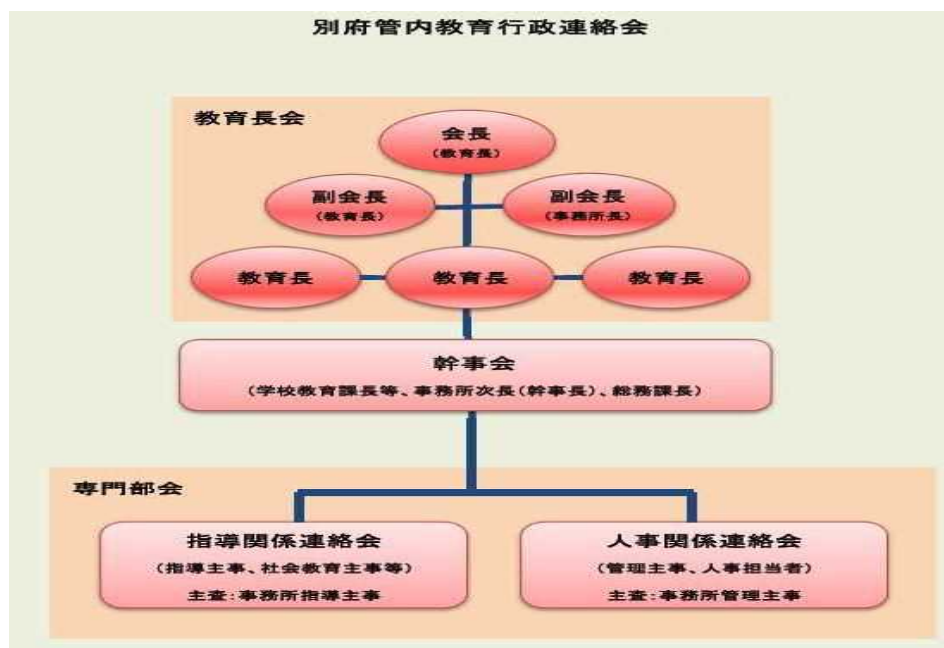 別府管内教育行政連絡会
教育長会
会長
(教育長)
副会長
(教育長)
副会長
(事務所長)
教育長
教育長
教育長
幹事会
(学校教育課長等、事務所次長(幹事長)、総務課長)
専門部会
指導関係連絡会
(指導主事、社会教育主事等)
主査:事務所指導主事
人事関係連絡会
(管理主事、人事担当者)
主査:事務所管理主事